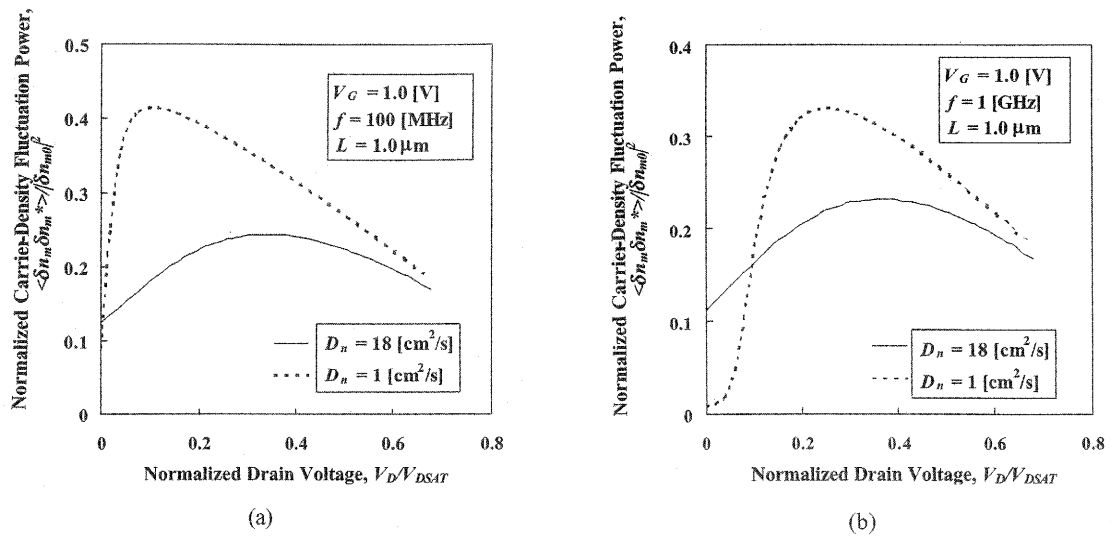 Normalized Carrier-Density Fluctuation Power,
<δn_m δn_m*>/|δn_m0|²
0.5
0.4
0.3
0.2
0.1
0
V_G = 1.0 [V]
f = 100 [MHz]
L = 1.0 μm
D_n = 18 [cm²/s]
D_n = 1 [cm²/s]
0 0.2 0.4 0.6 0.8
Normalized Drain Voltage, V_D/V_DSAT
(a)
Normalized Carrier-Density Fluctuation Power,
<δn_m δn_m*>/|δn_m0|²
0.4
0.3
0.2
0.1
0
V_G = 1.0 [V]
f = 1 [GHz]
L = 1.0 μm
D_n = 18 [cm²/s]
D_n = 1 [cm²/s]
0 0.2 0.4 0.6 0.8
Normalized Drain Voltage, V_D/V_DSAT
(b)